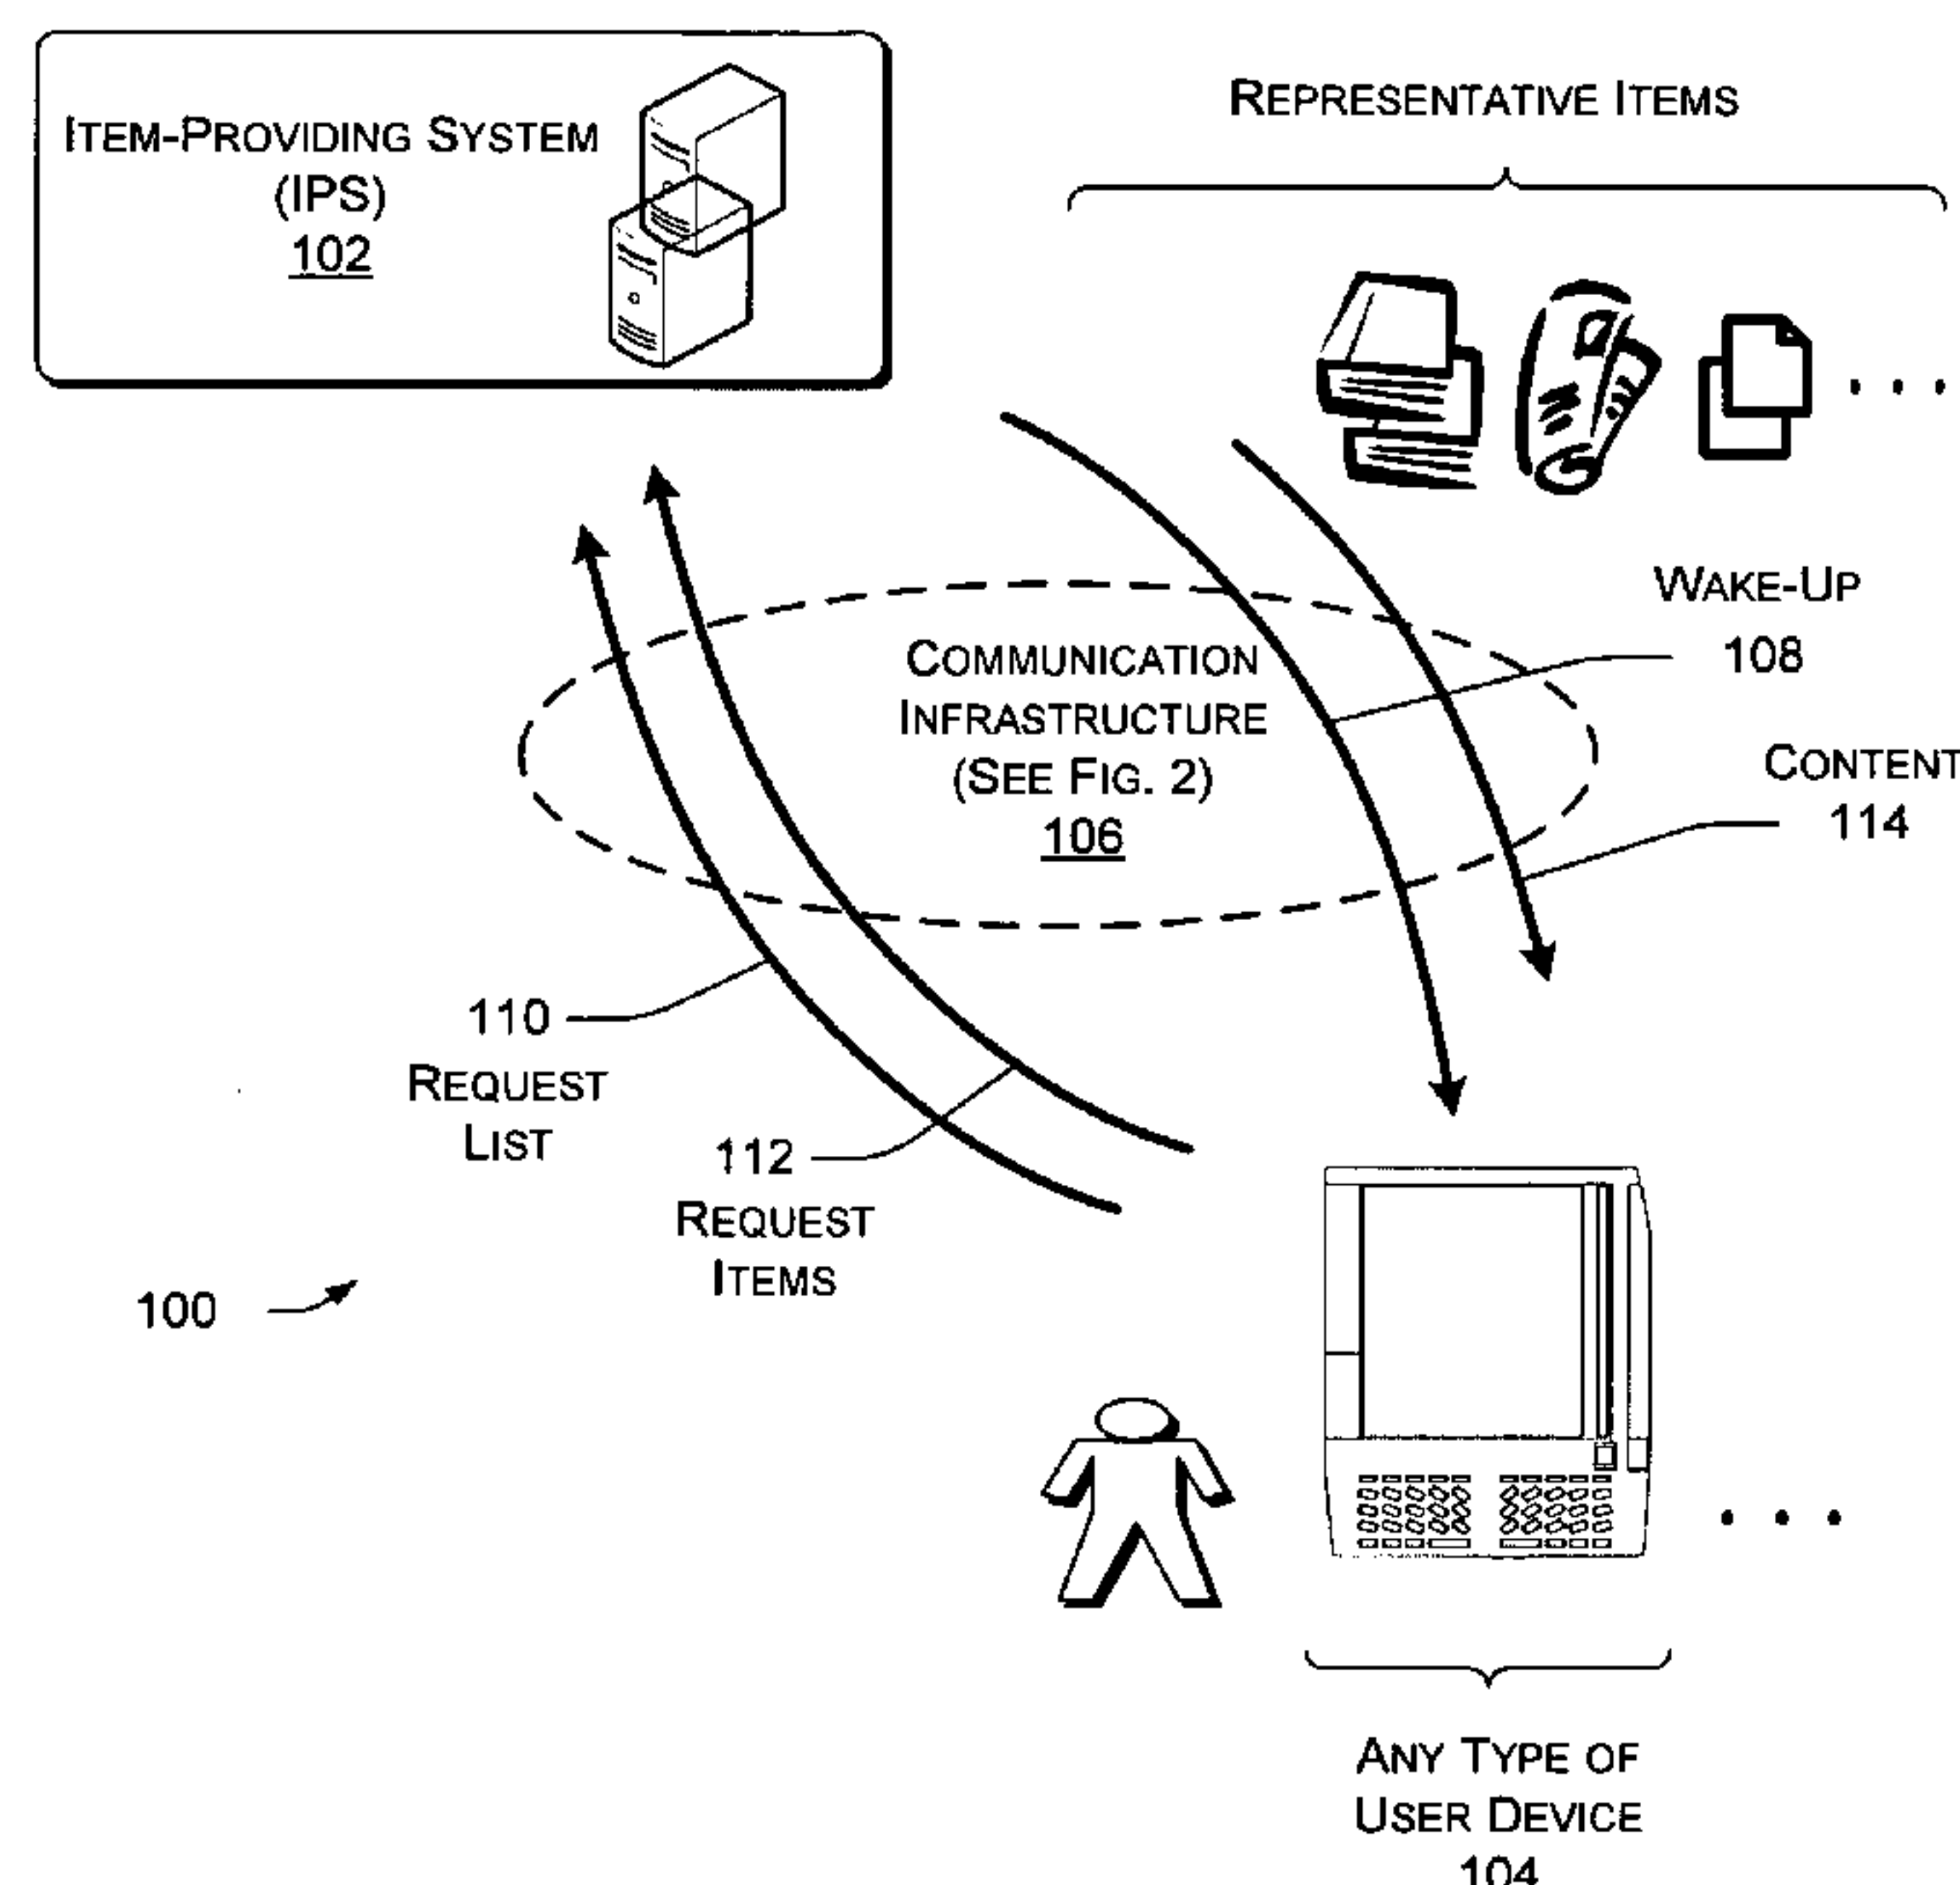 ITEM-PROVIDING SYSTEM
(IPS)
102
REPRESENTATIVE ITEMS
WAKE-UP
108
COMMUNICATION
INFRASTRUCTURE
(SEE FIG. 2)
106
CONTENT
114
110
REQUEST
LIST
112
REQUEST
ITEMS
100
ANY TYPE OF
USER DEVICE
104